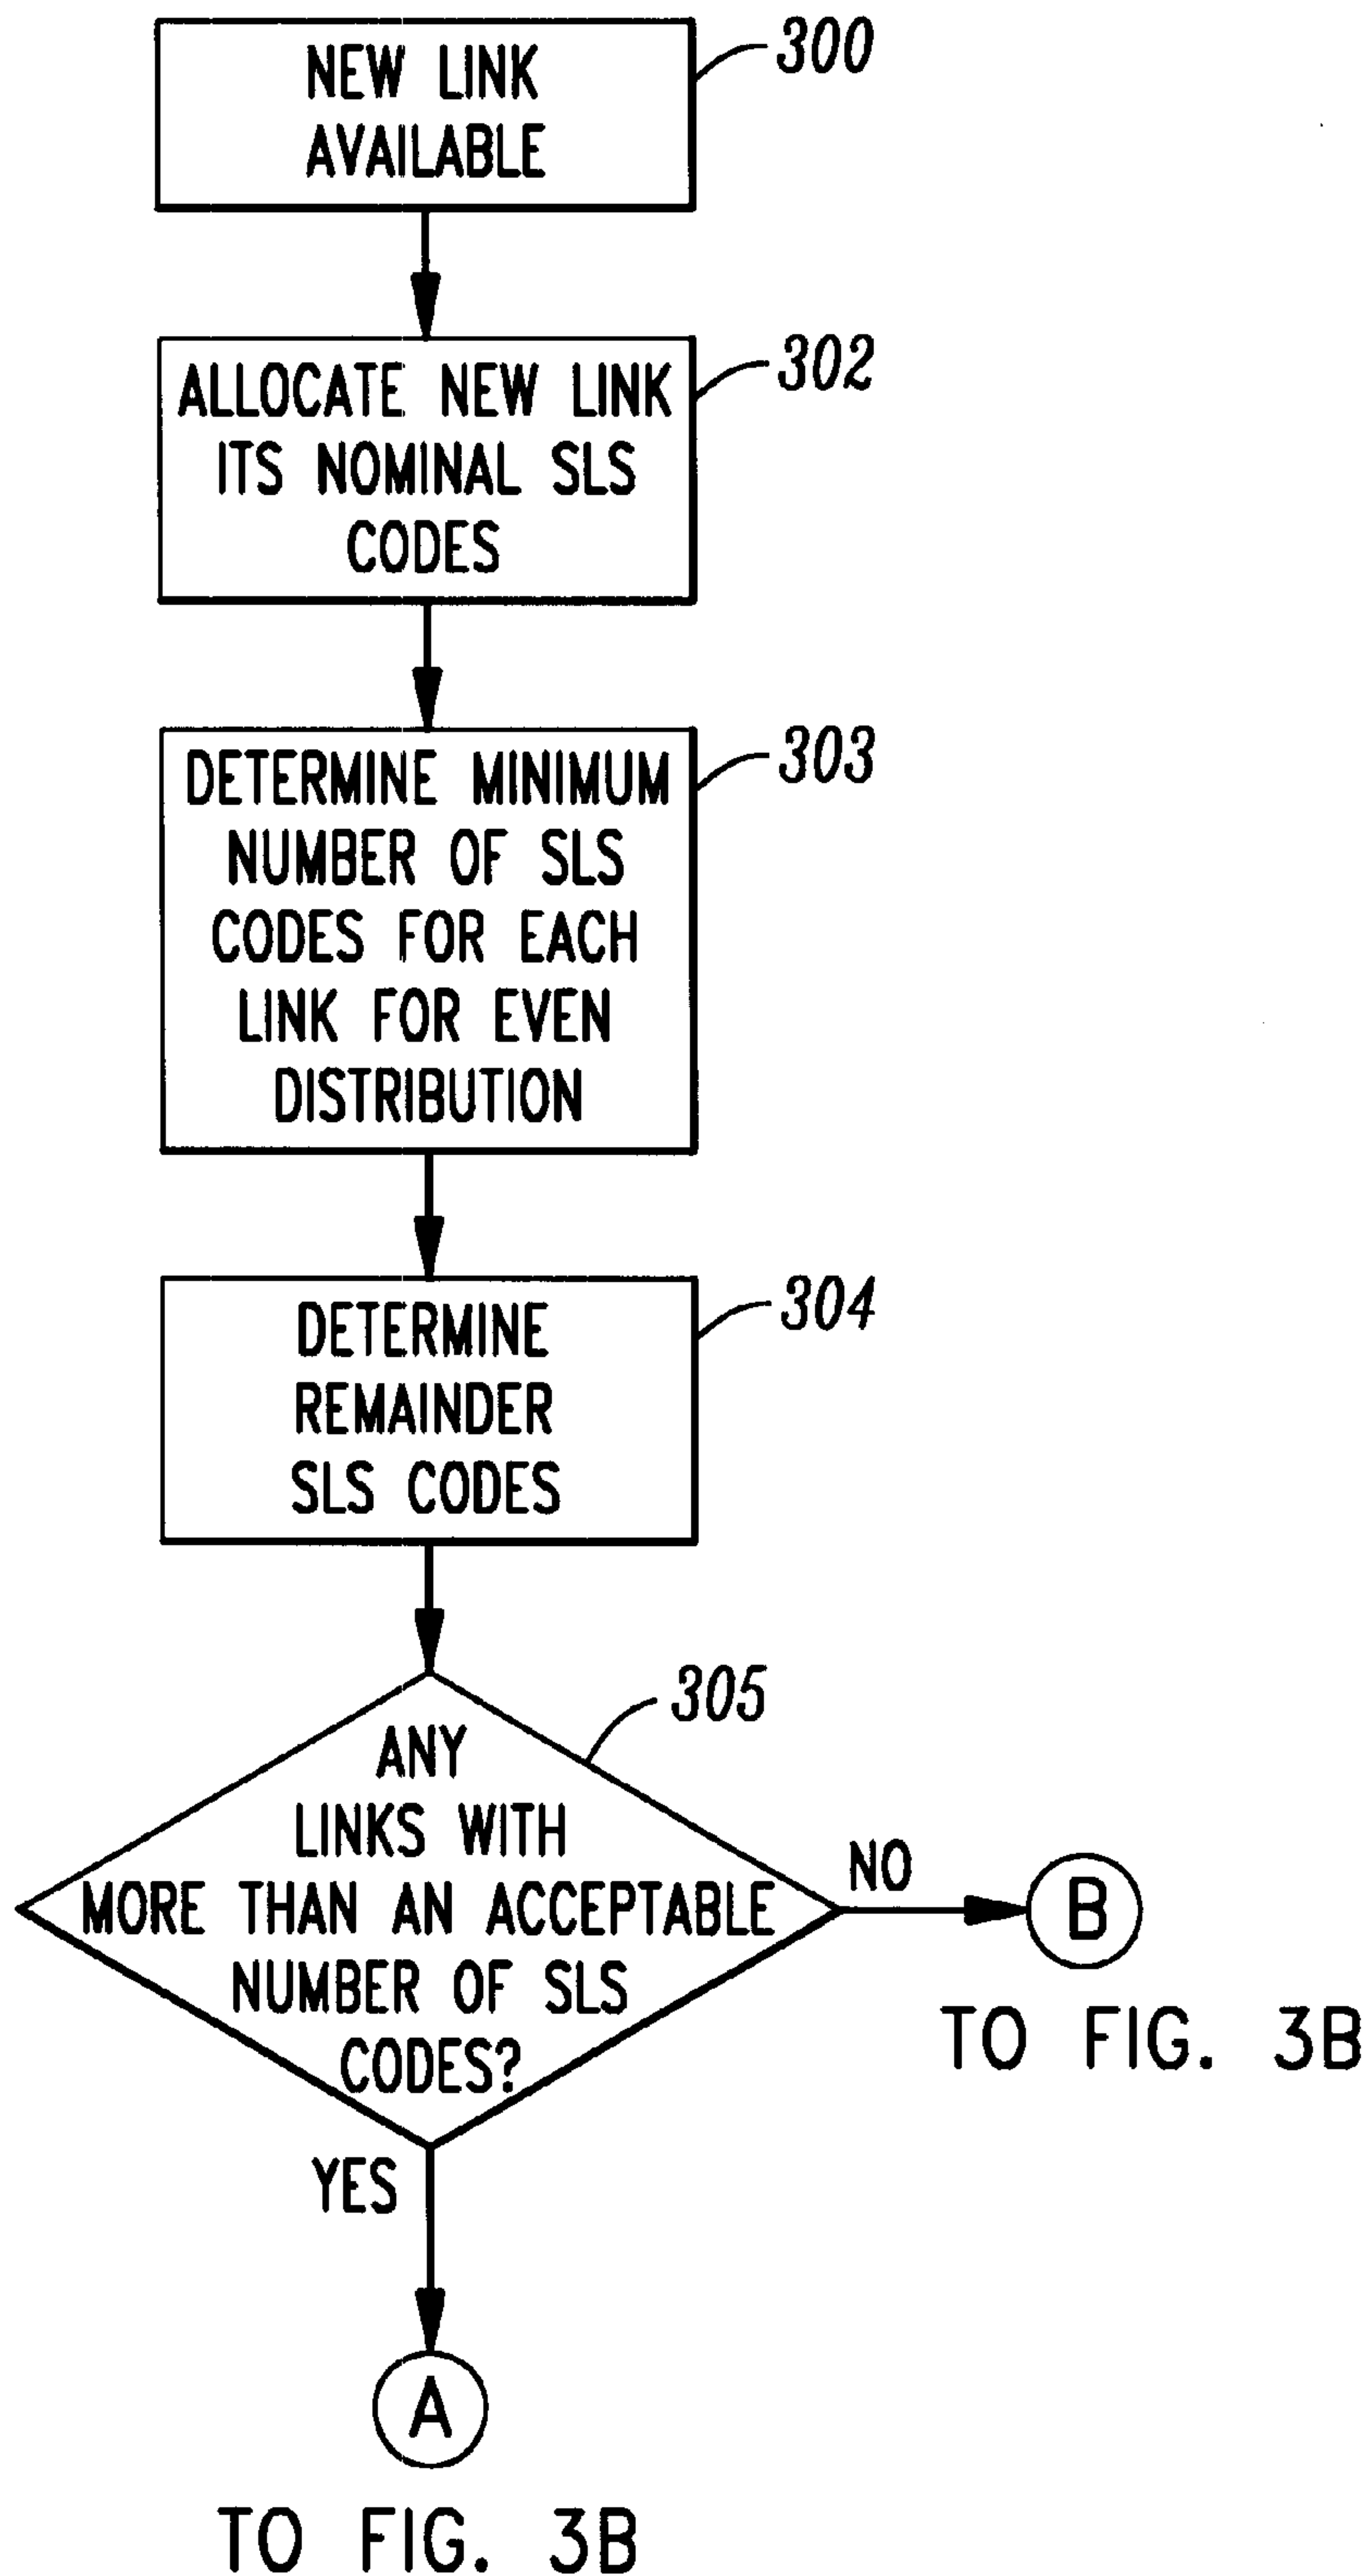 NEW LINK
AVAILABLE
300
ALLOCATE NEW LINK
ITS NOMINAL SLS
CODES
302
DETERMINE MINIMUM
NUMBER OF SLS
CODES FOR EACH
LINK FOR EVEN
DISTRIBUTION
303
DETERMINE
REMAINDER
SLS CODES
304
ANY
LINKS WITH
MORE THAN AN ACCEPTABLE
NUMBER OF SLS
CODES?
305
NO
B
TO FIG. 3B
YES
A
TO FIG. 3B